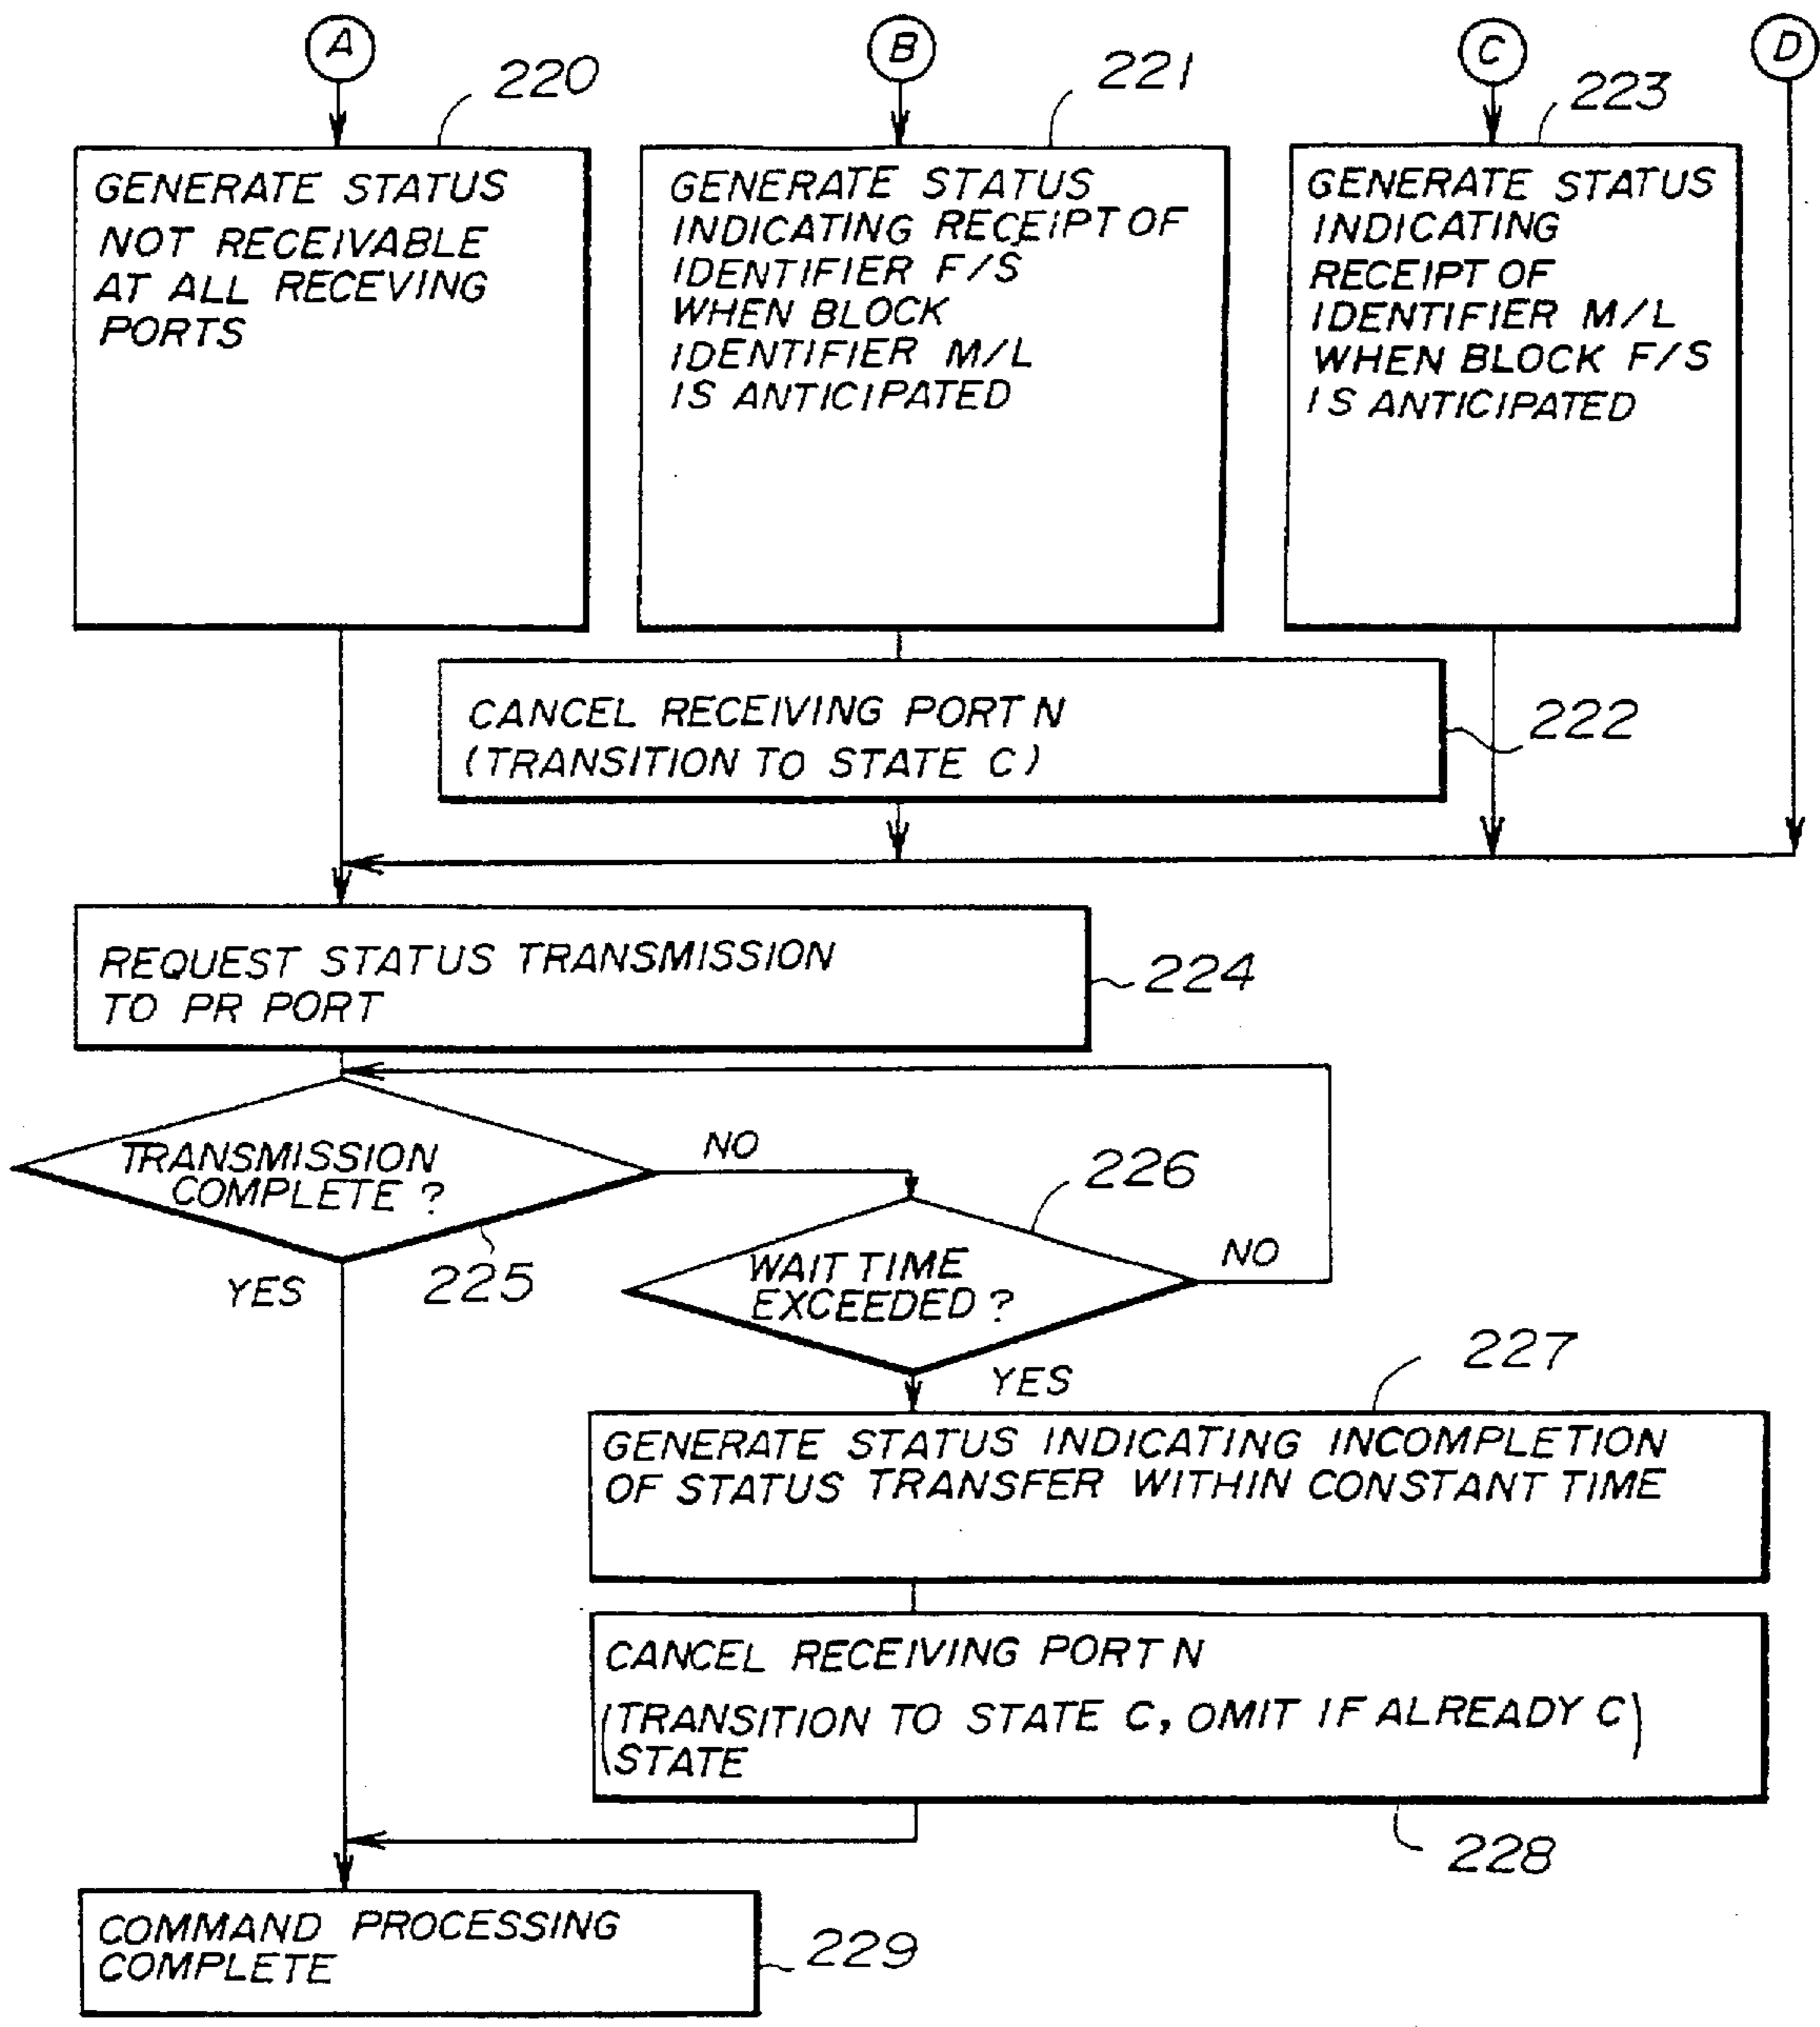 A
B
C
D
220
221
223
GENERATE STATUS
NOT RECEIVABLE
AT ALL RECEVING
PORTS
GENERATE STATUS
INDICATING RECEIPT OF
IDENTIFIER F/S
WHEN BLOCK
IDENTIFIER M/L
IS ANTICIPATED
GENERATE STATUS
INDICATING
RECEIPT OF
IDENTIFIER M/L
WHEN BLOCK F/S
IS ANTICIPATED
CANCEL RECEIVING PORT N
(TRANSITION TO STATE C)
222
REQUEST STATUS TRANSMISSION
TO PR PORT
224
TRANSMISSION
COMPLETE ?
NO
YES
225
226
WAIT TIME
EXCEEDED ?
NO
YES
227
GENERATE STATUS INDICATING INCOMPLETION
OF STATUS TRANSFER WITHIN CONSTANT TIME
CANCEL RECEIVING PORT N
(TRANSITION TO STATE C, OMIT IF ALREADY C)
STATE
228
COMMAND PROCESSING
COMPLETE
229